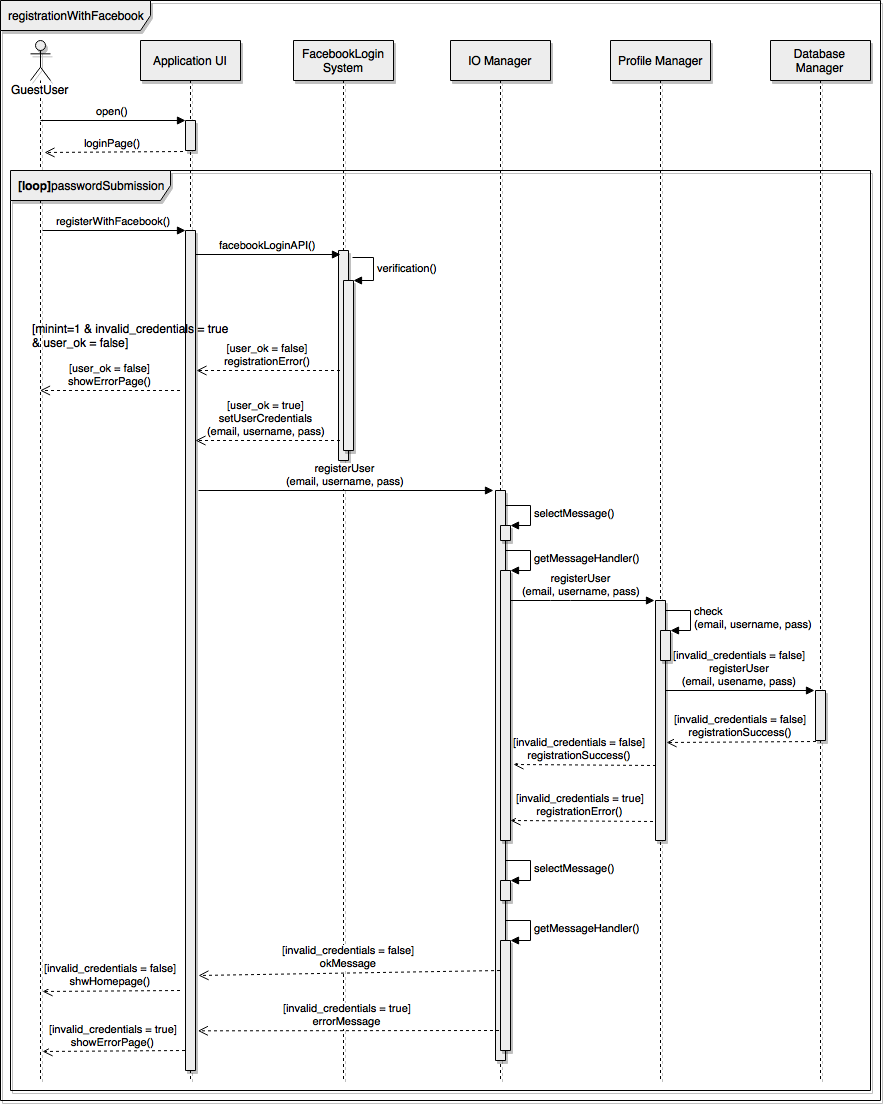 registrationWithFacebook
GuestUser
Application UI
FacebookLogin
System
IO Manager
Profile Manager
Database
Manager
open()
loginPage()
[loop]passwordSubmission
registerWithFacebook()
facebookLoginAPI()
verification()
[minint=1 & invalid_credentials = true
& user_ok = false]
[user_ok = false]
registrationError()
[user_ok = false]
showErrorPage()
[user_ok = true]
setUserCredentials
(email, username, pass)
registerUser
(email, username, pass)
selectMessage()
getMessageHandler()
registerUser
(email, username, pass)
check
(email, username, pass)
[invalid_credentials = false]
registerUser
(email, usename, pass)
[invalid_credentials = false]
registrationSuccess()
[invalid_credentials = false]
registrationSuccess()
[invalid_credentials = true]
registrationError()
selectMessage()
getMessageHandler()
[invalid_credentials = false]
okMessage
[invalid_credentials = false]
shwHomepage()
[invalid_credentials = true]
errorMessage
[invalid_credentials = true]
showErrorPage()